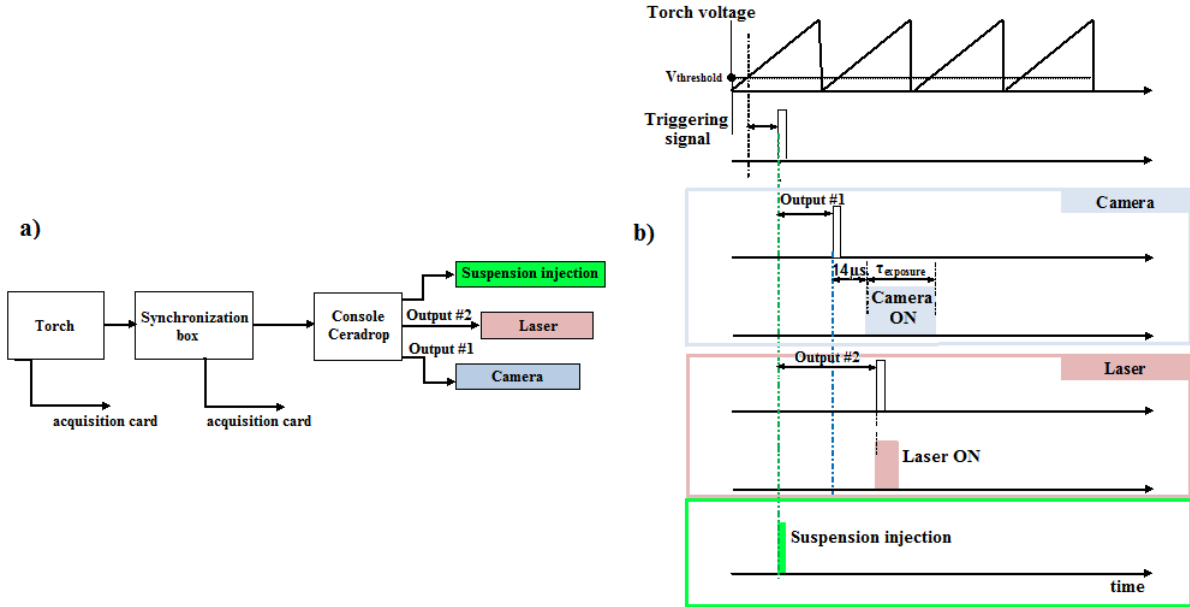 a)
Torch
Synchronization
box
Console
Ceradrop
Suspension injection
Output #2
Laser
Output #1
Camera
acquisition card
acquisition card
b)
Torch voltage
Vthreshold
Triggering
signal
Output #1
Camera
14µs
τexposure
Camera
ON
Output #2
Laser
Laser ON
Suspension injection
time